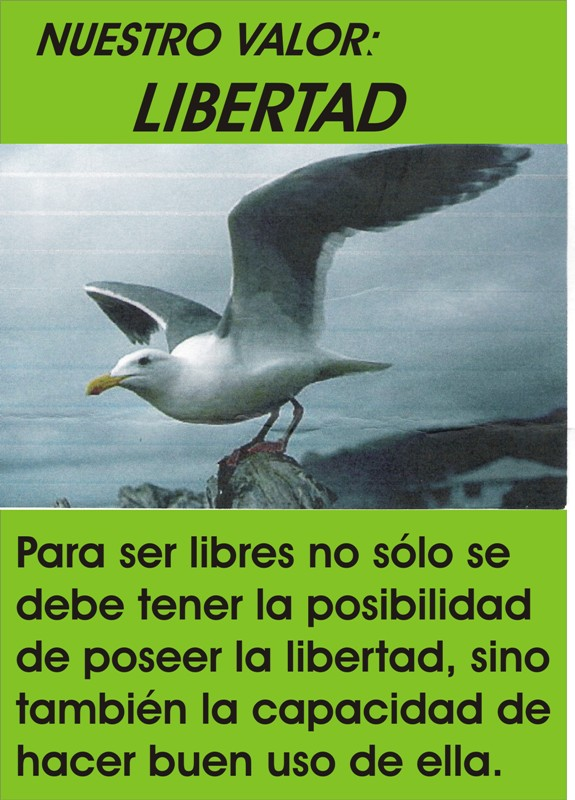 NUESTRO VALOR:
LIBERTAD
Para ser libres no sólo se
debe tener la posibilidad
de poseer la libertad, sino
también la capacidad de
hacer buen uso de ella.